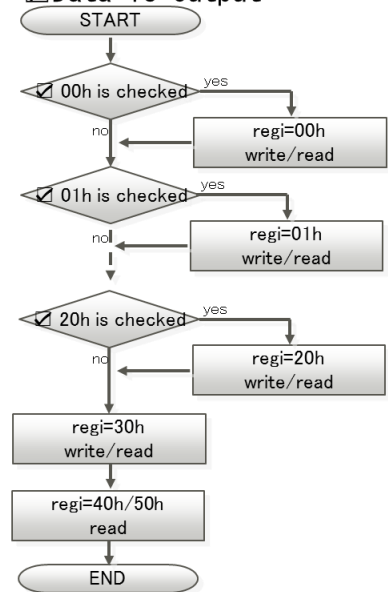 START
☑ 00h is checked
yes
no
regi=00h
write/read
☑ 01h is checked
yes
no
regi=01h
write/read
☑ 20h is checked
yes
no
regi=20h
write/read
regi=30h
write/read
regi=40h/50h
read
END